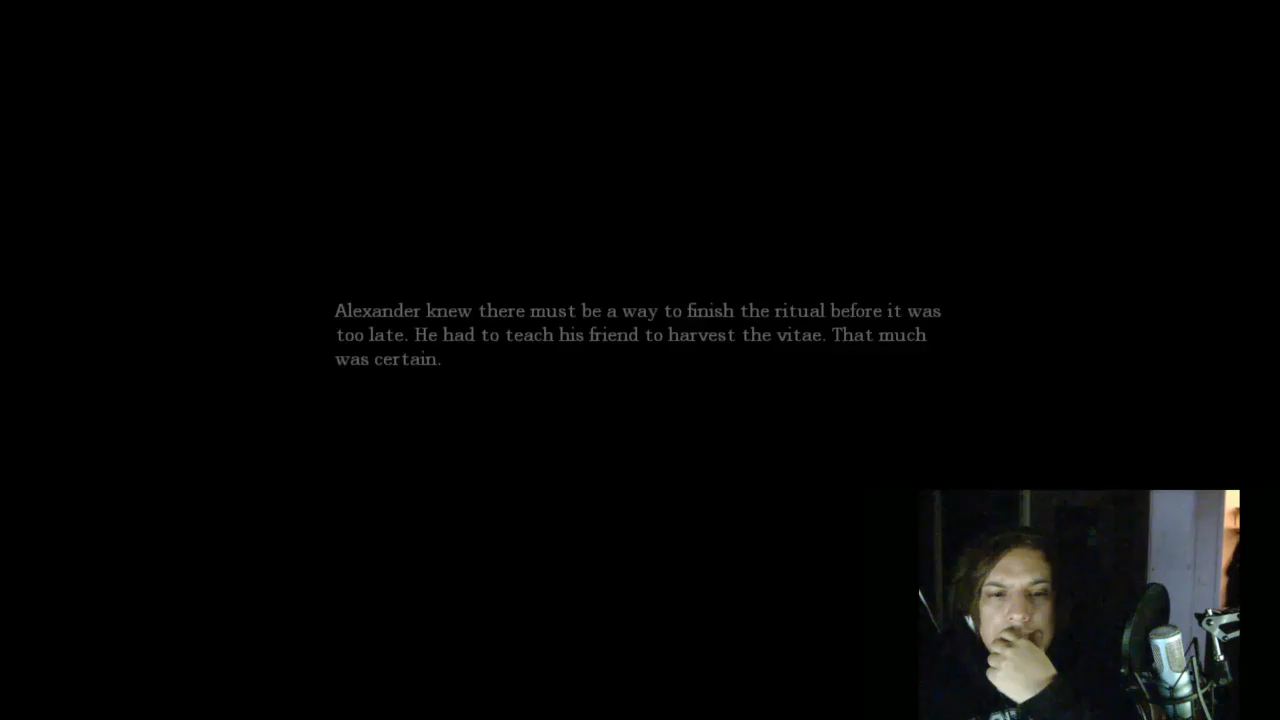 Alexander knew there must be a way to finish the ritual before it was
too late. He had to teach his friend to harvest the vitae. That much
was certain.